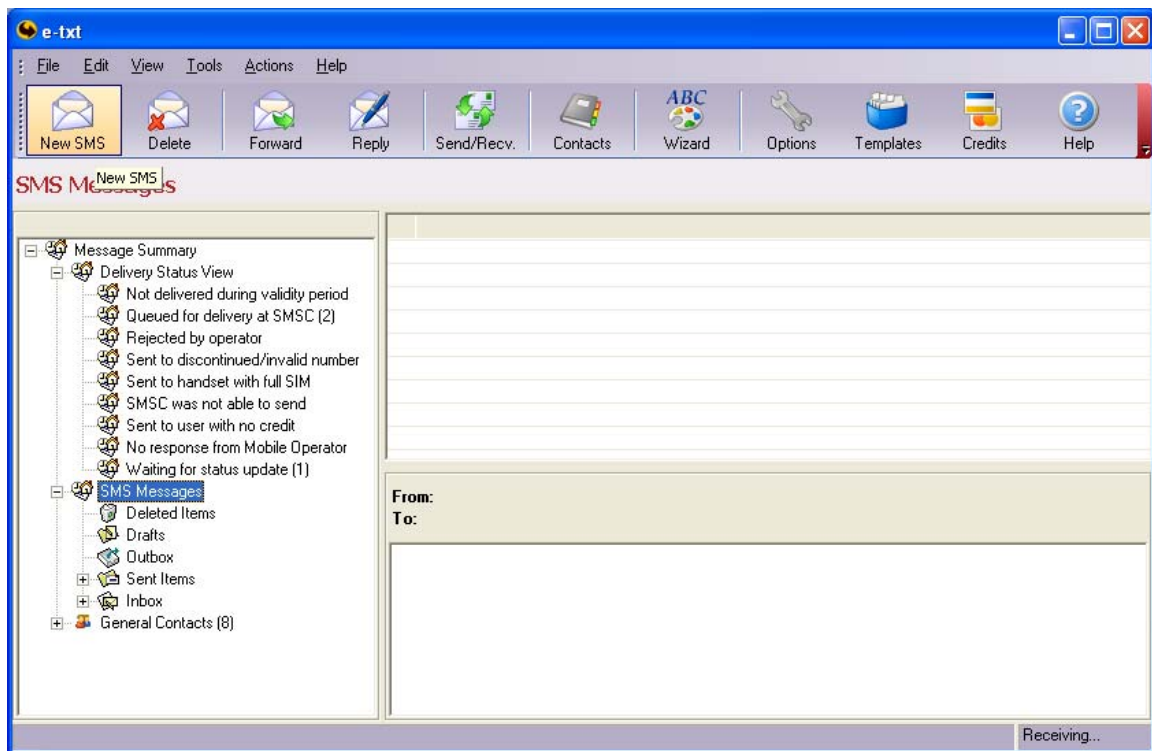 e-txt
File Edit View Tools Actions Help
ABC
New SMS Delete Forward Reply Send/Recv. Contacts Wizard Options Templates Credits Help
New SMS
SMS Messages
Message Summary
Delivery Status View
Not delivered during validity period
Queued for delivery at SMSC (2)
Rejected by operator
Sent to discontinued/invalid number
Sent to handset with full SIM
SMSC was not able to send
Sent to user with no credit
No response from Mobile Operator
Waiting for status update (1)
SMS Messages
Deleted Items
Drafts
Outbox
Sent Items
Inbox
General Contacts (8)
From:
To:
Receiving...